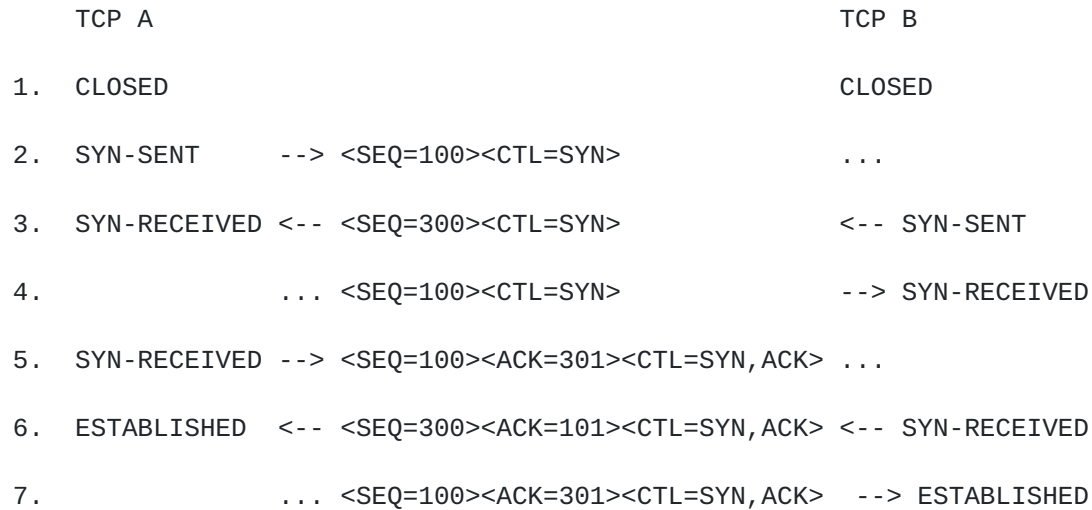 TCP A                                            TCP B
1.  CLOSED                                           CLOSED
2.  SYN-SENT     --> <SEQ=100><CTL=SYN>              ...
3.  SYN-RECEIVED <-- <SEQ=300><CTL=SYN>              <-- SYN-SENT
4.               ... <SEQ=100><CTL=SYN>              --> SYN-RECEIVED
5.  SYN-RECEIVED --> <SEQ=100><ACK=301><CTL=SYN,ACK> ...
6.  ESTABLISHED  <-- <SEQ=300><ACK=101><CTL=SYN,ACK> <-- SYN-RECEIVED
7.               ... <SEQ=100><ACK=301><CTL=SYN,ACK>  --> ESTABLISHED